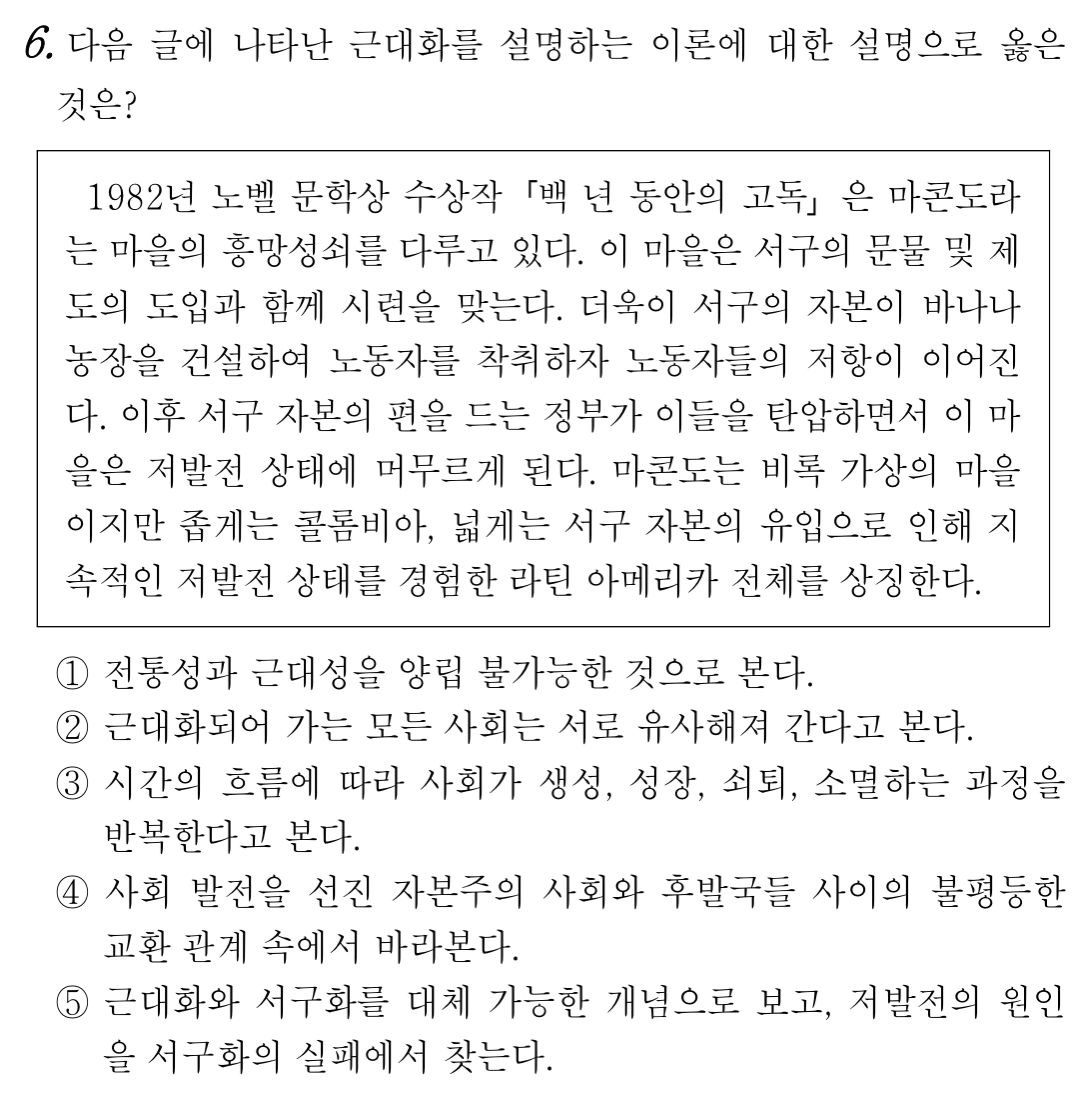 6. 다음 글에 나타난 근대화를 설명하는 이론에 대한 설명으로 옳은
것은?
1982년 노벨 문학상 수상작 「백 년 동안의 고독」은 마콘도라
는 마을의 흥망성쇠를 다루고 있다. 이 마을은 서구의 문물 및 제
도의 도입과 함께 시련을 맞는다. 더욱이 서구의 자본이 바나나
농장을 건설하여 노동자를 착취하자 노동자들의 저항이 이어진
다. 이후 서구 자본의 편을 드는 정부가 이들을 탄압하면서 이 마
을은 저발전 상태에 머무르게 된다. 마콘도는 비록 가상의 마을
이지만 좁게는 콜롬비아, 넓게는 서구 자본의 유입으로 인해 지
속적인 저발전 상태를 경험한 라틴 아메리카 전체를 상징한다.
① 전통성과 근대성을 양립 불가능한 것으로 본다.
② 근대화되어 가는 모든 사회는 서로 유사해져 간다고 본다.
③ 시간의 흐름에 따라 사회가 생성, 성장, 쇠퇴, 소멸하는 과정을
반복한다고 본다.
④ 사회 발전을 선진 자본주의 사회와 후발국들 사이의 불평등한
교환 관계 속에서 바라본다.
⑤ 근대화와 서구화를 대체 가능한 개념으로 보고, 저발전의 원인
을 서구화의 실패에서 찾는다.